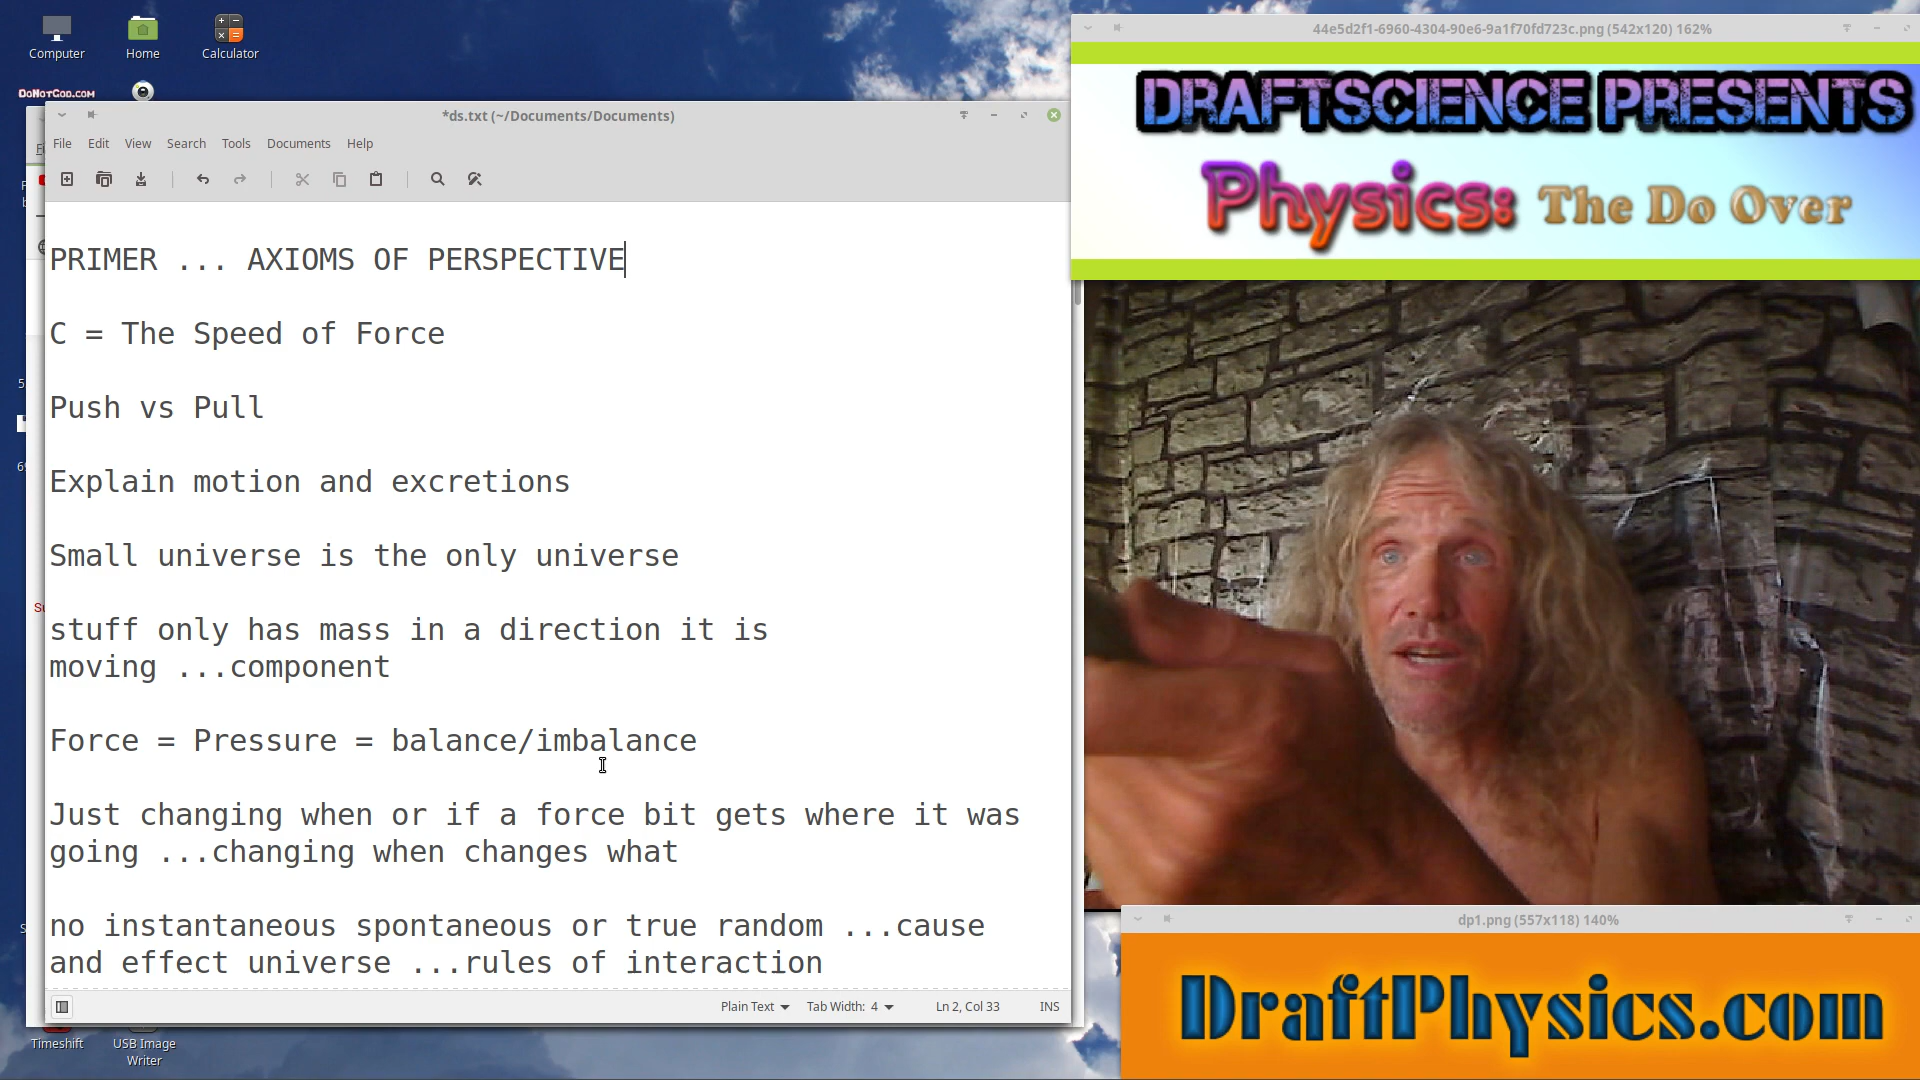 Computer
Home
Calculator
DoNotGod.com
*ds.txt (~/Documents/Documents)
File Edit View Search Tools Documents Help
PRIMER ... AXIOMS OF PERSPECTIVE
C = The Speed of Force
Push vs Pull
Explain motion and excretions
Small universe is the only universe
stuff only has mass in a direction it is
moving ...component
Force = Pressure = balance/imbalance
Just changing when or if a force bit gets where it was
going ...changing when changes what
no instantaneous spontaneous or true random ...cause
and effect universe ...rules of interaction
Plain Text Tab Width: 4 Ln 2, Col 33 INS
Timeshift
USB Image
Writer
44e5d2f1-6960-4304-90e6-9a1f70fd723c.png (542x120) 162%
DRAFTSCIENCE PRESENTS
Physics: The Do Over
dp1.png (557x118) 140%
DraftPhysics.com